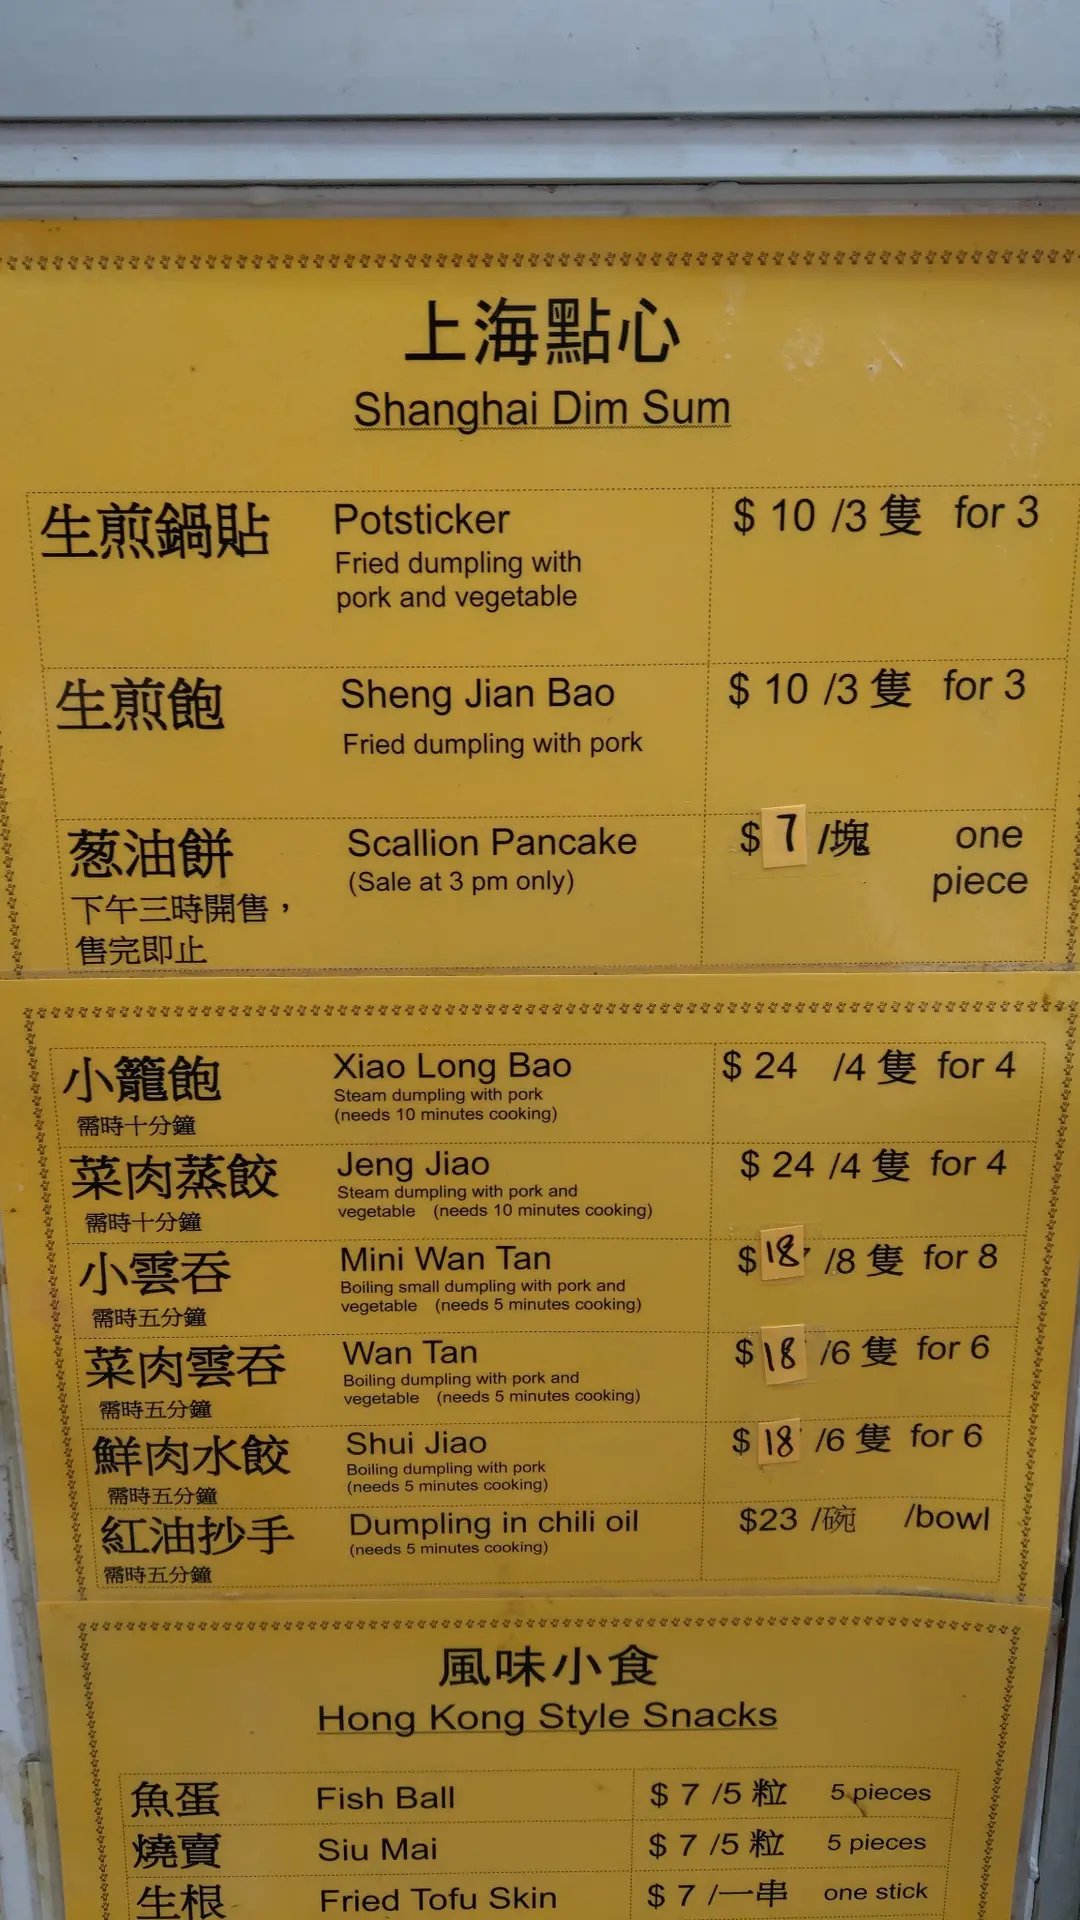 上海點心
Shanghai Dim Sum
生煎鍋貼 Potsticker $ 10 /3 隻 for 3
Fried dumpling with
pork and vegetable
生煎飽 Sheng Jian Bao $ 10 /3 隻 for 3
Fried dumpling with pork
葱油餅 Scallion Pancake $ 7 /塊 one
(Sale at 3 pm only) piece
下午三時開售，
售完即止
小籠飽 Xiao Long Bao $ 24 /4 隻 for 4
Steam dumpling with pork
需時十分鐘 (needs 10 minutes cooking)
菜肉蒸餃 Jeng Jiao $ 24 /4 隻 for 4
Steam dumpling with pork and
需時十分鐘 vegetable (needs 10 minutes cooking)
小雲吞 Mini Wan Tan $ 18 /8 隻 for 8
Boiling small dumpling with pork and
需時五分鐘 vegetable (needs 5 minutes cooking)
菜肉雲吞 Wan Tan $ 18 /6 隻 for 6
Boiling dumpling with pork and
需時五分鐘 vegetable (needs 5 minutes cooking)
鮮肉水餃 Shui Jiao $ 18 /6 隻 for 6
Boiling dumpling with pork
需時五分鐘 (needs 5 minutes cooking)
紅油抄手 Dumpling in chili oil $23 /碗 /bowl
需時五分鐘 (needs 5 minutes cooking)
風味小食
Hong Kong Style Snacks
魚蛋 Fish Ball $ 7 /5 粒 5 pieces
燒賣 Siu Mai $ 7 /5 粒 5 pieces
生根 Fried Tofu Skin $ 7 /一串 one stick